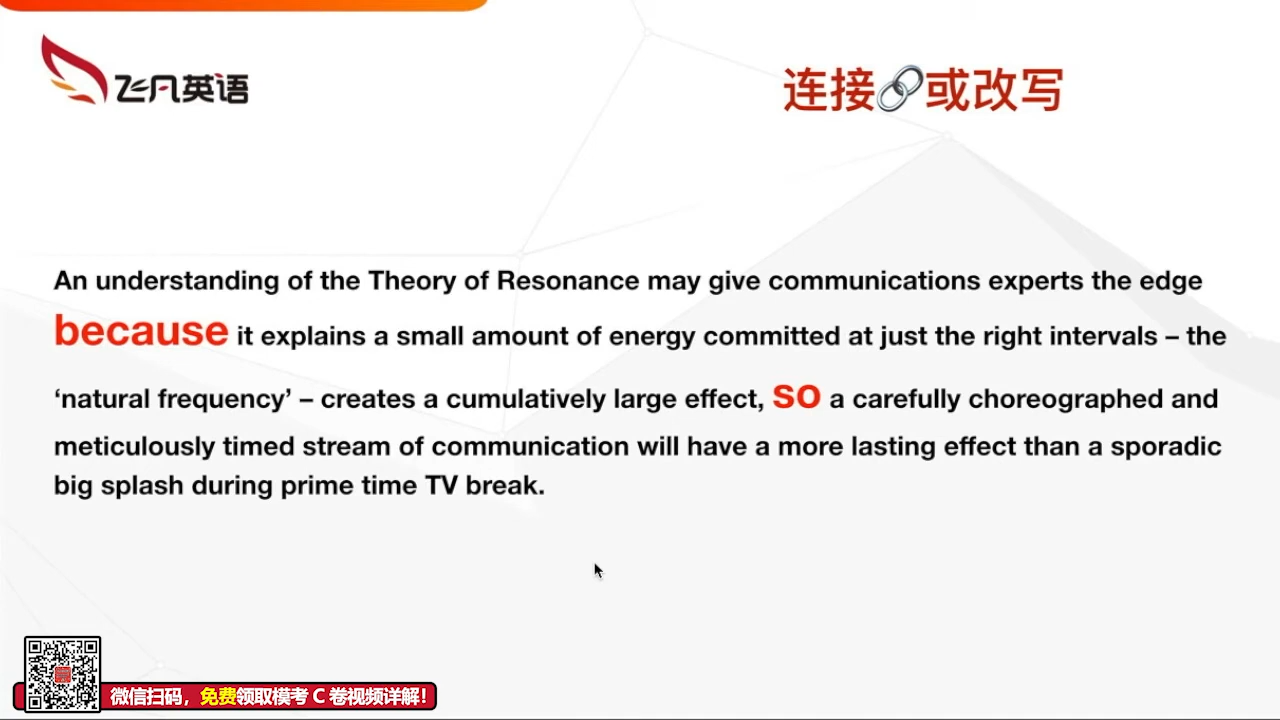 飞凡英语
连接🔗或改写
An understanding of the Theory of Resonance may give communications experts the edge
because it explains a small amount of energy committed at just the right intervals – the
‘natural frequency’ – creates a cumulatively large effect, so a carefully choreographed and
meticulously timed stream of communication will have a more lasting effect than a sporadic
big splash during prime time TV break.
微信扫码，免费领取模考 C 卷视频详解！